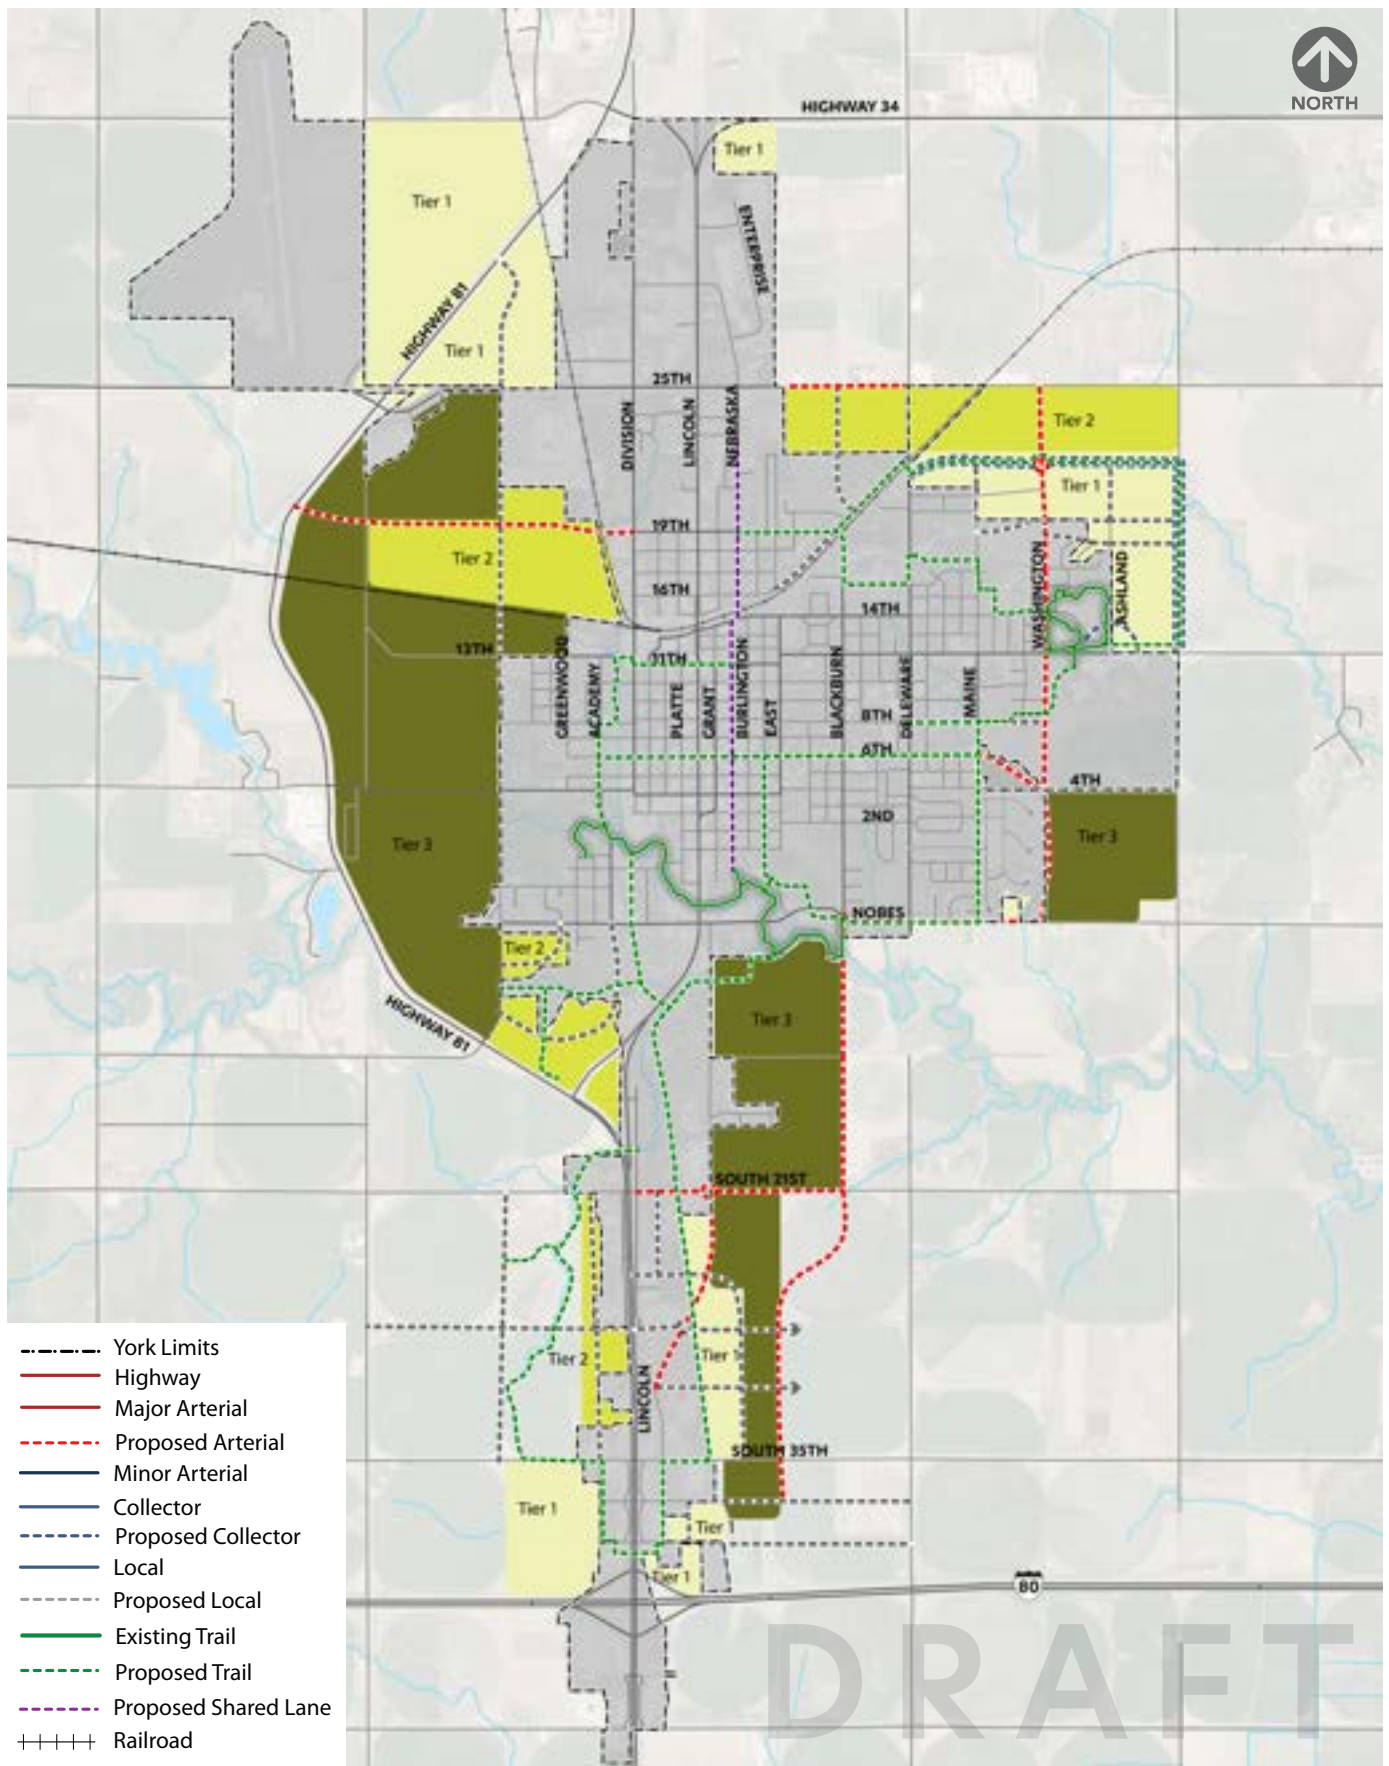 NORTH
HIGHWAY 34
Tier 1
Tier 1
ENTERPRISE
HIGHWAY 81
Tier 1
25TH
DIVISION
LINCOLN
NEBRASKA
Tier 2
Tier 1
19TH
Tier 2
16TH
14TH
WASHINGTON
ASHLAND
13TH
11TH
GREENWOOD
ACADEMY
PLATTE
GRANT
BURLINGTON
EAST
BLACKBURN
DELEWARE
MAINE
8TH
6TH
4TH
2ND
Tier 3
Tier 3
NOBES
Tier 2
HIGHWAY 81
Tier 3
SOUTH 21ST
Tier 2
Tier 1
LINCOLN
SOUTH 35TH
Tier 1
Tier
Tier 1
80
York Limits
Highway
Major Arterial
Proposed Arterial
Minor Arterial
Collector
Proposed Collector
Local
Proposed Local
Existing Trail
Proposed Trail
Proposed Shared Lane
Railroad
DRAFT